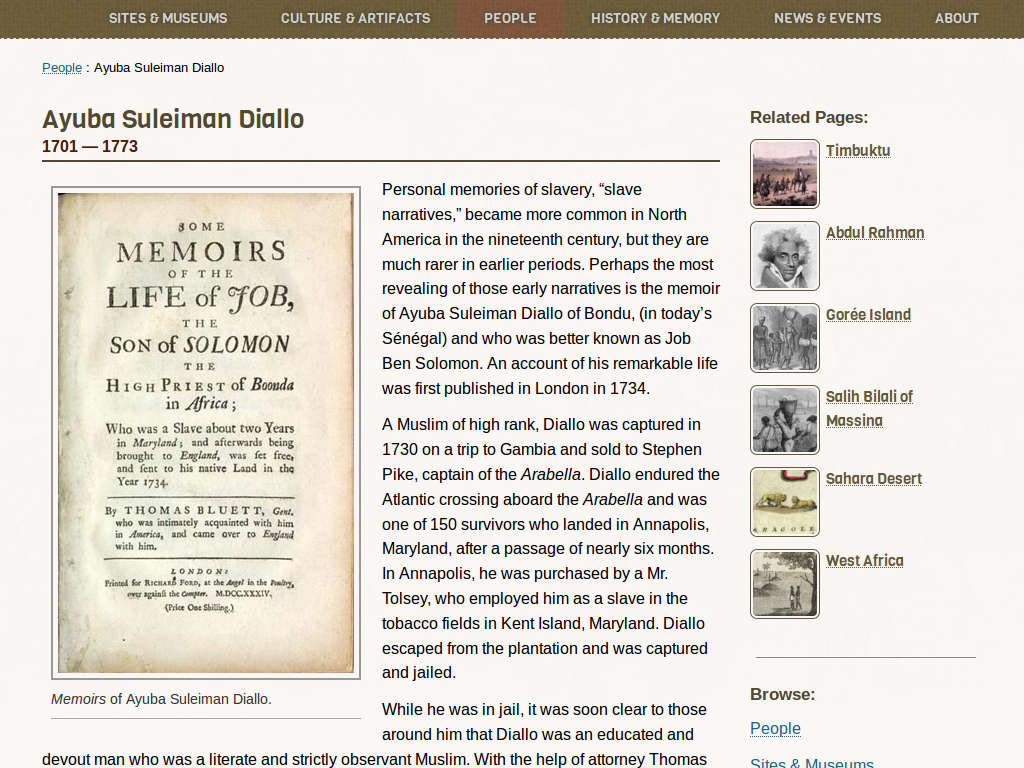 SITES & MUSEUMS CULTURE & ARTIFACTS PEOPLE HISTORY & MEMORY NEWS & EVENTS ABOUT
People : Ayuba Suleiman Diallo
Ayuba Suleiman Diallo
1701 — 1773
SOME
MEMOIRS
OF THE
LIFE of JOB,
THE
SON of SOLOMON
THE
HIGH PRIEST of Boonda
in Africa;
Who was a Slave about two Years
in Maryland; and afterwards being
brought to England, was set free,
and sent to his native Land in the
Year 1734.
By THOMAS BLUETT, Gent.
who was intimately acquainted with him
in America, and came over to England
with him.
LONDON:
Printed for RICHARD FORD, at the Angel in the Poultry,
over against the Compter. M.DCC.XXXIV.
(Price One Shilling.)
Memoirs of Ayuba Suleiman Diallo.
Personal memories of slavery, “slave
narratives,” became more common in North
America in the nineteenth century, but they are
much rarer in earlier periods. Perhaps the most
revealing of those early narratives is the memoir
of Ayuba Suleiman Diallo of Bondu, (in today’s
Sénégal) and who was better known as Job
Ben Solomon. An account of his remarkable life
was first published in London in 1734.
A Muslim of high rank, Diallo was captured in
1730 on a trip to Gambia and sold to Stephen
Pike, captain of the Arabella. Diallo endured the
Atlantic crossing aboard the Arabella and was
one of 150 survivors who landed in Annapolis,
Maryland, after a passage of nearly six months.
In Annapolis, he was purchased by a Mr.
Tolsey, who employed him as a slave in the
tobacco fields in Kent Island, Maryland. Diallo
escaped from the plantation and was captured
and jailed.
While he was in jail, it was soon clear to those
around him that Diallo was an educated and
devout man who was a literate and strictly observant Muslim. With the help of attorney Thomas
Related Pages:
Timbuktu
Abdul Rahman
Gorée Island
Salih Bilali of
Massina
Sahara Desert
West Africa
Browse:
People
Sites & Museums